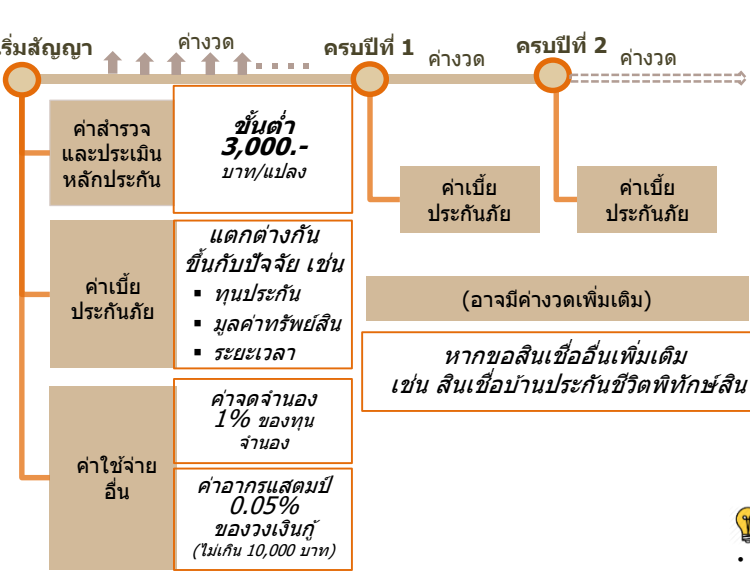 เริ่มสัญญา
ค่างวด
ครบปีที่ 1
ค่างวด
ครบปีที่ 2
ค่างวด
ค่าสำรวจ
และประเมิน
หลักประกัน
ขั้นต่ำ
3,000.-
บาท/แปลง
ค่าเบี้ย
ประกันภัย
ค่าเบี้ย
ประกันภัย
ค่าเบี้ย
ประกันภัย
แตกต่างกัน
ขึ้นกับปัจจัย เช่น
▪ ทุนประกัน
▪ มูลค่าทรัพย์สิน
▪ ระยะเวลา
(อาจมีค่างวดเพิ่มเติม)
หากขอสินเชื่ออื่นเพิ่มเติม
เช่น สินเชื่อบ้านประกันชีวิตพิทักษ์สิน
ค่าใช้จ่าย
อื่น
ค่าจดจำนอง
1% ของทุน
จำนอง
ค่าอากรแสตมป์
0.05%
ของวงเงินกู้
(ไม่เกิน 10,000 บาท)